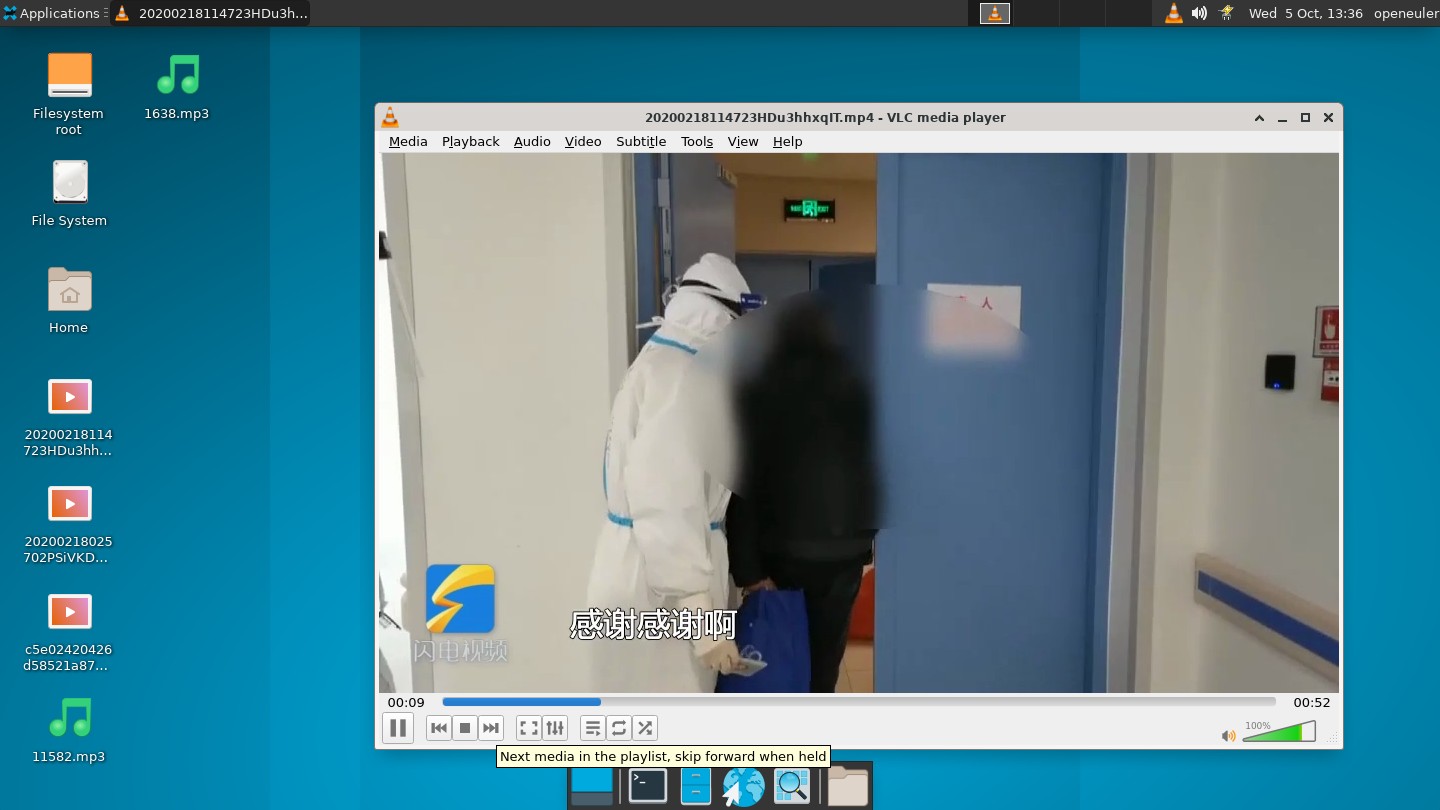 Applications
20200218114723HDu3h...
Wed 5 Oct, 13:36
openeuler
Filesystem
root
1638.mp3
File System
Home
20200218114
723HDu3hh...
20200218025
702PSiVKD...
c5e02420426
d58521a87...
11582.mp3
20200218114723HDu3hhxqIT.mp4 - VLC media player
Media Playback Audio Video Subtitle Tools View Help
人
感谢感谢啊
闪电视频
00:09
00:52
100%
Next media in the playlist, skip forward when held